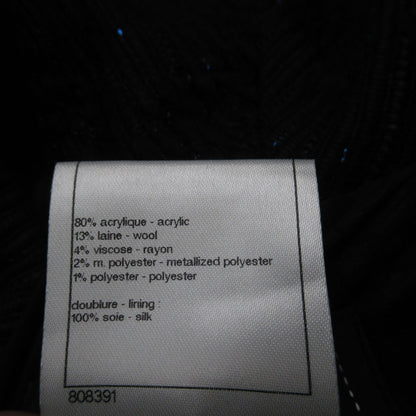 80% acrylique - acrylic
13% laine - wool
4% viscose - rayon
2% m. polyester - metallized polyester
1% polyester - polyester
doublure - lining :
100% soie - silk
808391